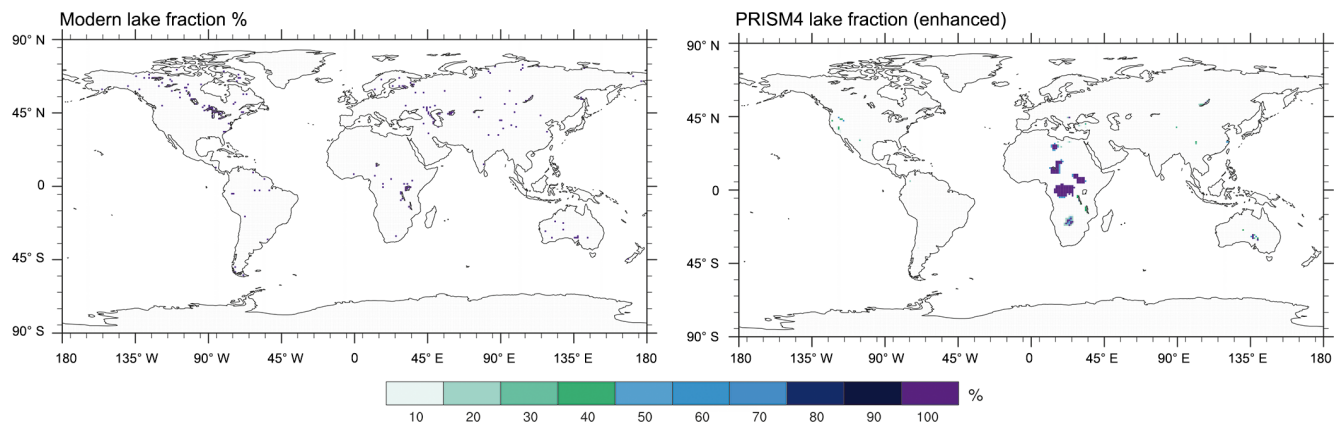 Modern lake fraction %
PRISM4 lake fraction (enhanced)
90° N
45° N
0
45° S
90° S
180
135° W
90° W
45° W
0
45° E
90° E
135° E
180
90° N
45° N
0
45° S
90° S
180
135° W
90° W
45° W
0
45° E
90° E
135° E
180
%
10 20 30 40 50 60 70 80 90 100